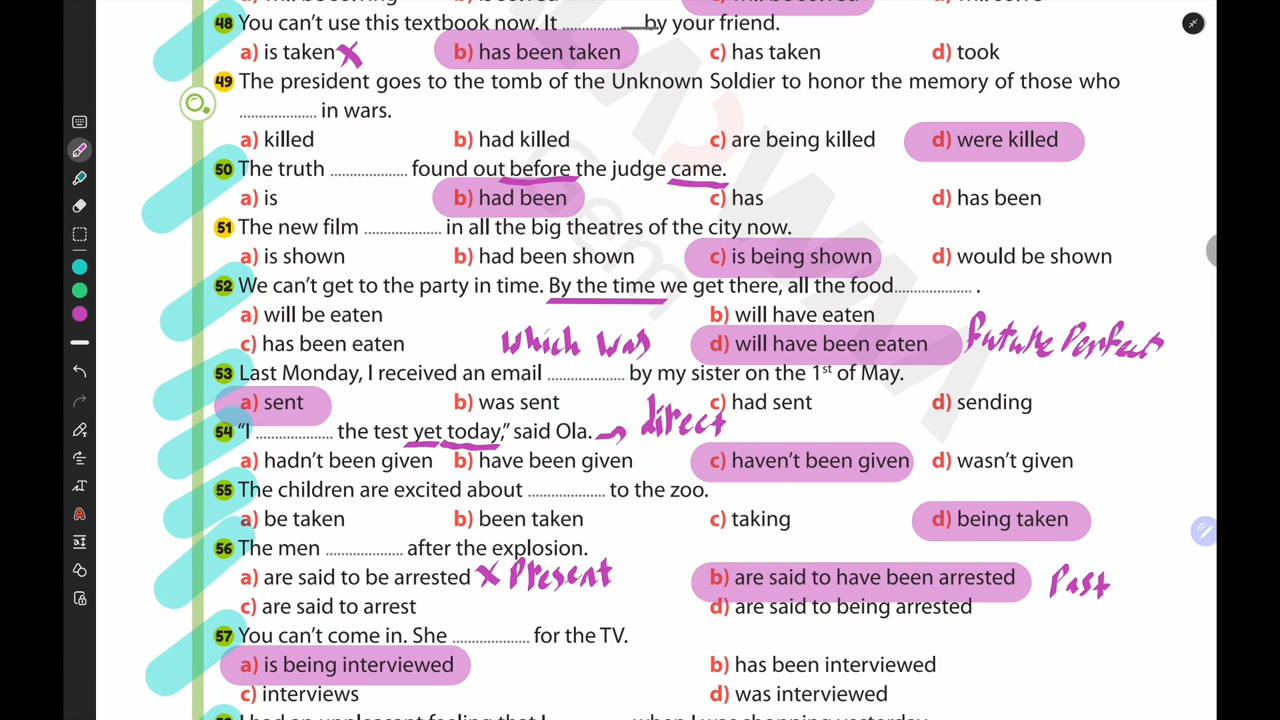 48 You can't use this textbook now. It .................... by your friend.
a) is taken x b) has been taken c) has taken d) took
49 The president goes to the tomb of the Unknown Soldier to honor the memory of those who
.................... in wars.
a) killed b) had killed c) are being killed d) were killed
50 The truth .................... found out before the judge came.
a) is b) had been c) has d) has been
51 The new film .................... in all the big theatres of the city now.
a) is shown b) had been shown c) is being shown d) would be shown
52 We can't get to the party in time. By the time we get there, all the food.................... .
a) will be eaten b) will have eaten
c) has been eaten which was d) will have been eaten future Perfect
53 Last Monday, I received an email .................... by my sister on the 1st of May.
a) sent b) was sent c) had sent d) sending
54 "I .................... the test yet today," said Ola. → direct
a) hadn't been given b) have been given c) haven't been given d) wasn't given
55 The children are excited about .................... to the zoo.
a) be taken b) been taken c) taking d) being taken
56 The men .................... after the explosion.
a) are said to be arrested x Present b) are said to have been arrested Past
c) are said to arrest d) are said to being arrested
57 You can't come in. She .................... for the TV.
a) is being interviewed b) has been interviewed
c) interviews d) was interviewed